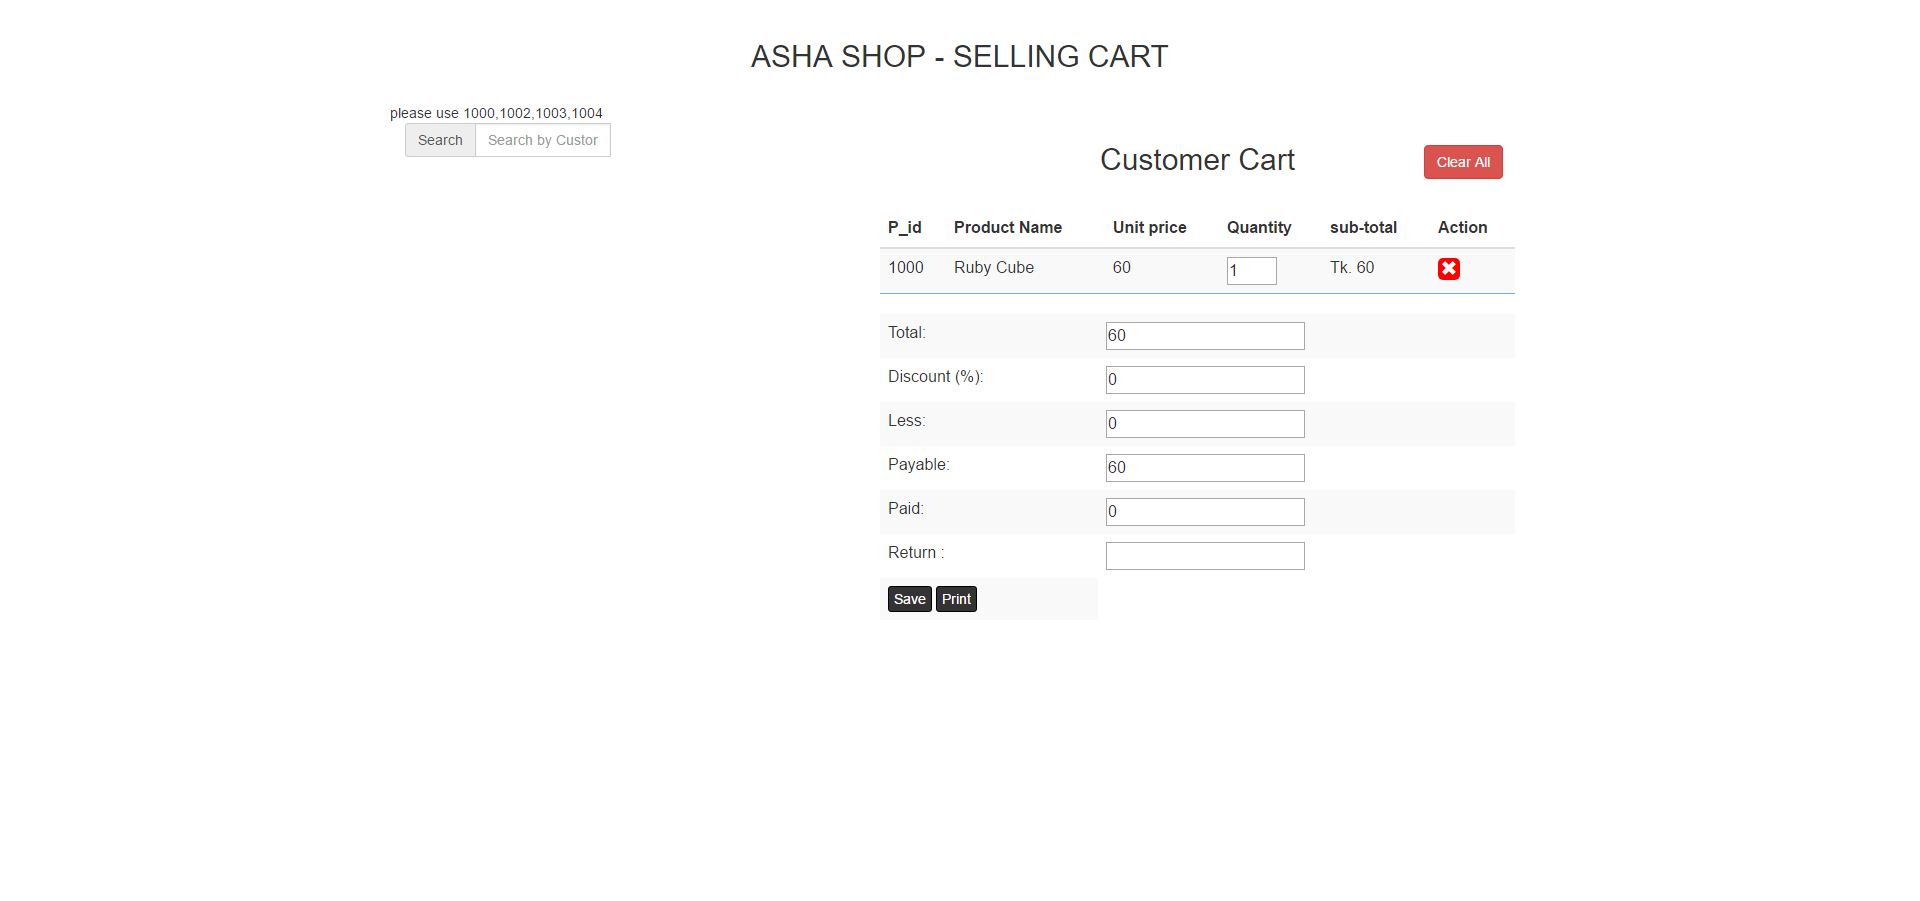 ASHA SHOP - SELLING CART
please use 1000,1002,1003,1004
Search Search by Custor
Customer Cart Clear All
P_id Product Name Unit price Quantity sub-total Action
1000 Ruby Cube 60 1 Tk. 60
Total: 60
Discount (%): 0
Less: 0
Payable: 60
Paid: 0
Return :
Save Print